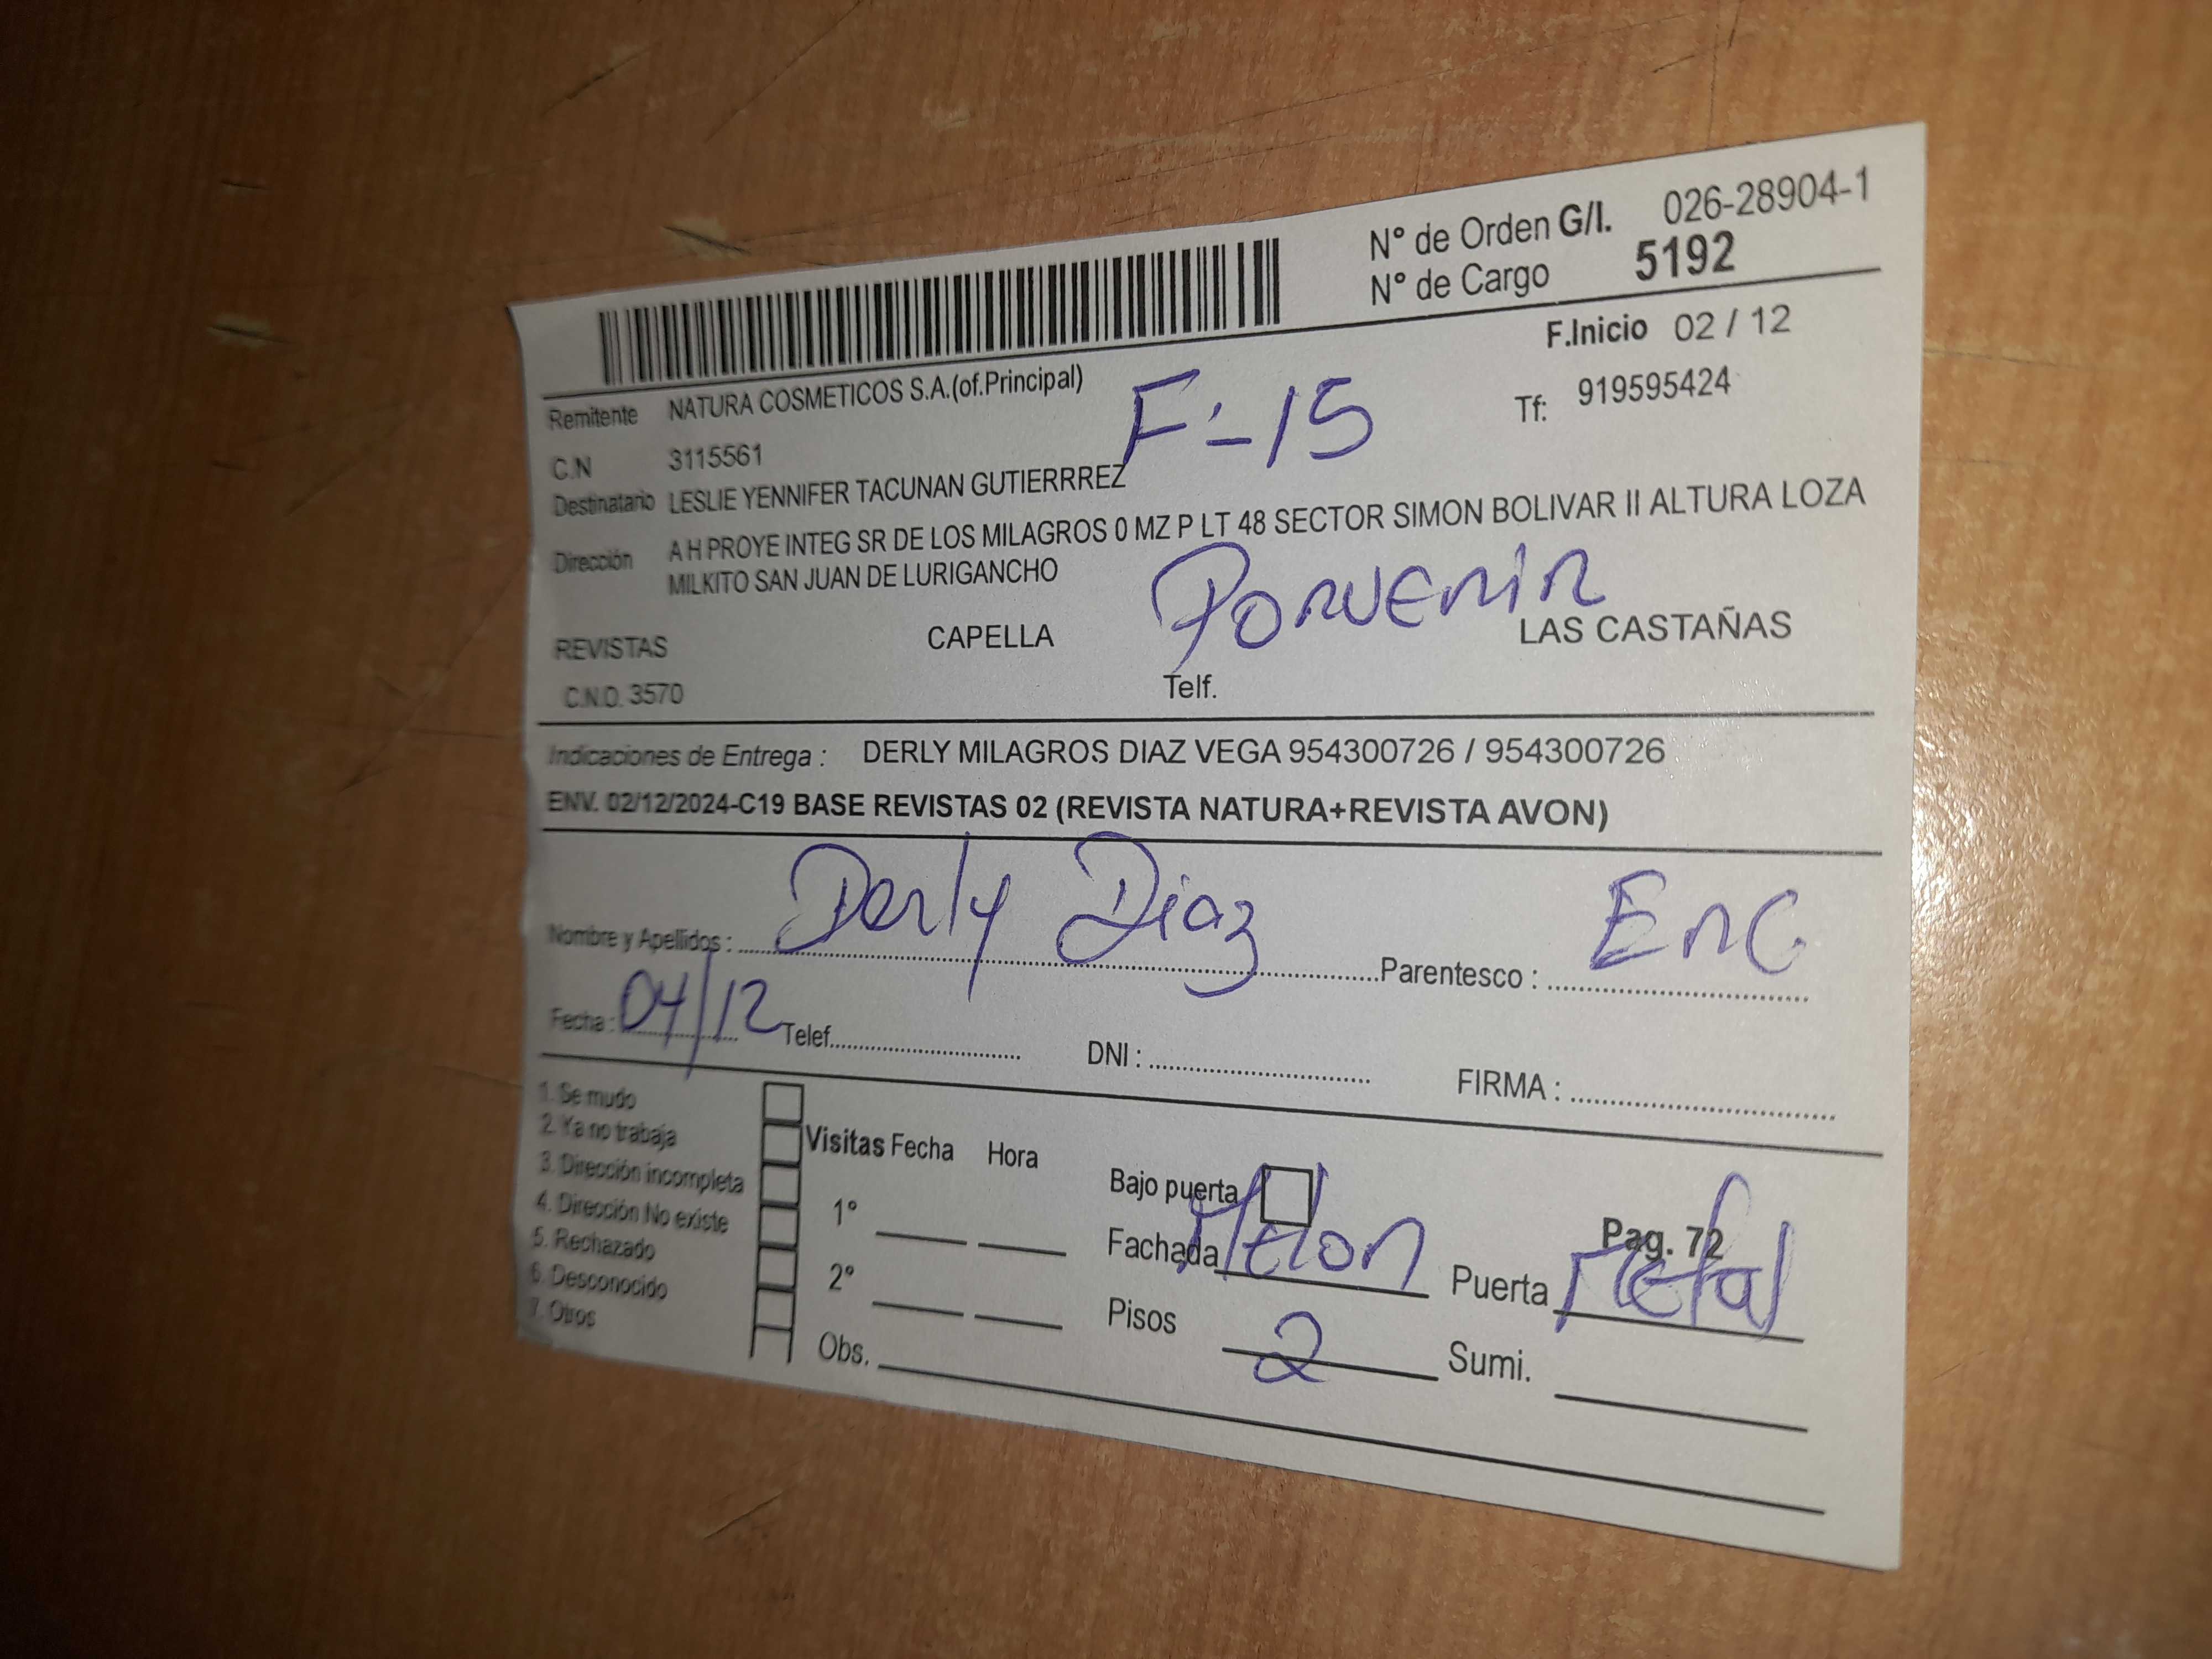 N° de Orden G/I. 026-28904-1
N° de Cargo 5192
F.Inicio 02 / 12
Remitente NATURA COSMETICOS S.A.(of.Principal)
F-15
Tf: 919595424
C.N 3115561
Destinatario LESLIE YENNIFER TACUNAN GUTIERRREZ
Dirección A H PROYE INTEG SR DE LOS MILAGROS 0 MZ P LT 48 SECTOR SIMON BOLIVAR II ALTURA LOZA
MILKITO SAN JUAN DE LURIGANCHO
Porvenir
REVISTAS CAPELLA LAS CASTAÑAS
C.N.O. 3570 Telf.
Indicaciones de Entrega : DERLY MILAGROS DIAZ VEGA 954300726 / 954300726
ENV. 02/12/2024-C19 BASE REVISTAS 02 (REVISTA NATURA+REVISTA AVON)
Nombre y Apellidos : Derly Diaz Parentesco : Enc
Fecha : 04/12 Telef. DNI : FIRMA :
1. Se mudo
2. Ya no trabaja
3. Dirección incompleta
4. Dirección No existe
5. Rechazado
6. Desconocido
7. Otros
Visitas Fecha Hora
1°
2°
Obs.
Bajo puerta
Pag. 72
Fachada Melon Puerta Metal
Pisos 2 Sumi.